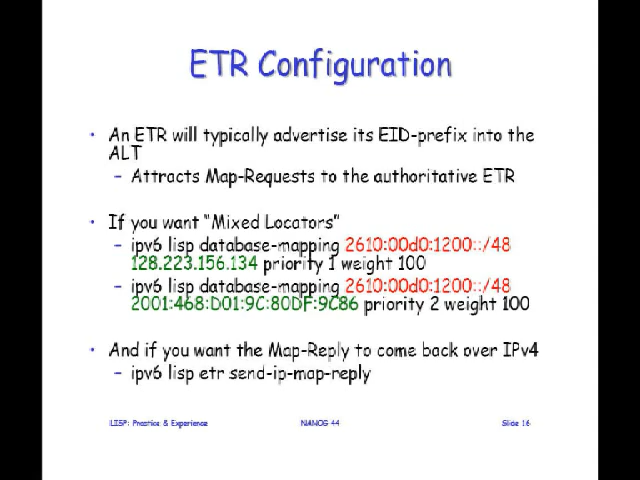 ETR Configuration
• An ETR will typically advertise its EID-prefix into the
ALT
– Attracts Map-Requests to the authoritative ETR
• If you want "Mixed Locators"
– ipv6 lisp database-mapping 2610:00d0:1200::/48
128.223.156.134 priority 1 weight 100
– ipv6 lisp database-mapping 2610:00d0:1200::/48
2001:468:D01:9C:80DF:9C86 priority 2 weight 100
• And if you want the Map-Reply to come back over IPv4
– ipv6 lisp etr send-ip-map-reply
LISP: Practice & Experience NANOG 44 Slide 16